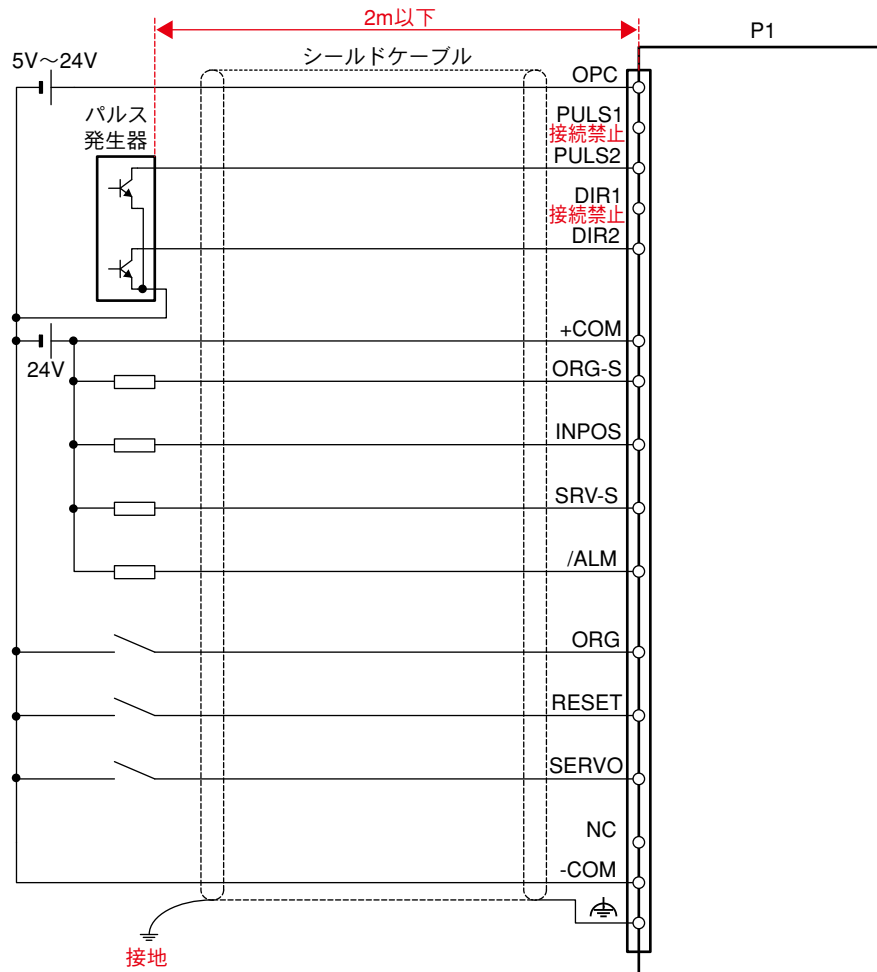 2m以下
P1
5V～24V
シールドケーブル
OPC
パルス
発生器
PULS1
接続禁止
PULS2
DIR1
接続禁止
DIR2
+COM
24V
ORG-S
INPOS
SRV-S
/ALM
ORG
RESET
SERVO
NC
-COM
接地